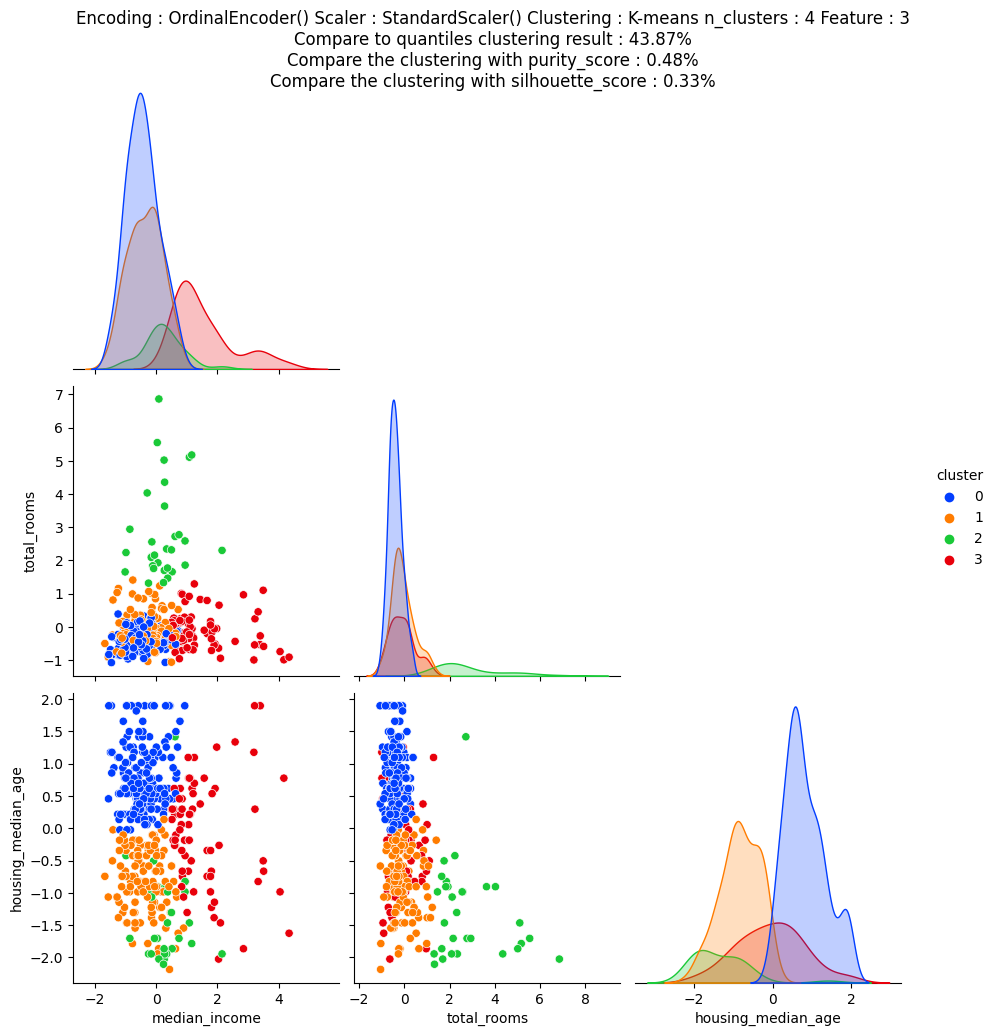 Encoding : OrdinalEncoder() Scaler : StandardScaler() Clustering : K-means n_clusters : 4 Feature : 3
Compare to quantiles clustering result : 43.87%
Compare the clustering with purity_score : 0.48%
Compare the clustering with silhouette_score : 0.33%
7
6
5
4
3
2
1
0
−1
total_rooms
cluster
0
1
2
3
2.0
1.5
1.0
0.5
0.0
−0.5
−1.0
−1.5
−2.0
housing_median_age
−2 0 2 4
median_income
−2 0 2 4 6 8
total_rooms
−2 0 2
housing_median_age